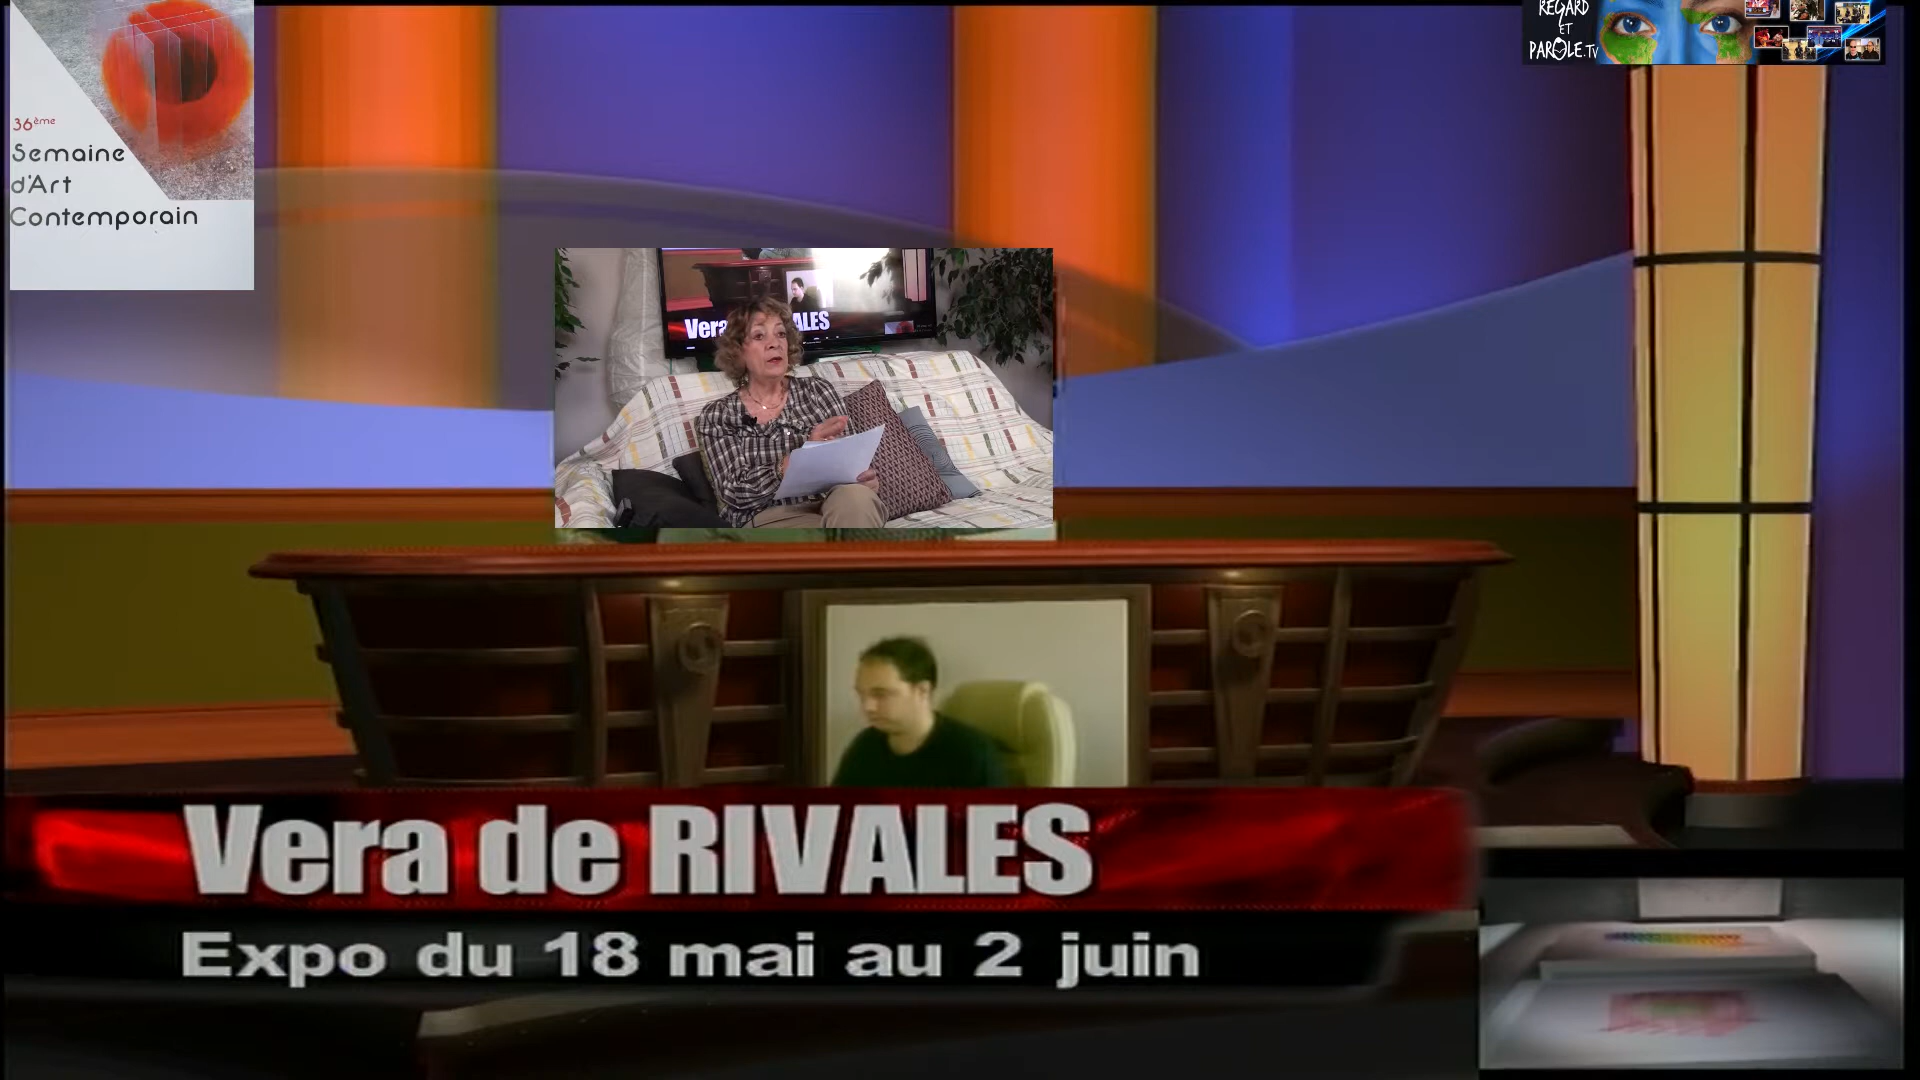 36ème
Semaine
d'Art
Contemporain
REGARD
ET
PAROLE.TV
Vera
ALES
Vera de RIVALES
Expo du 18 mai au 2 juin